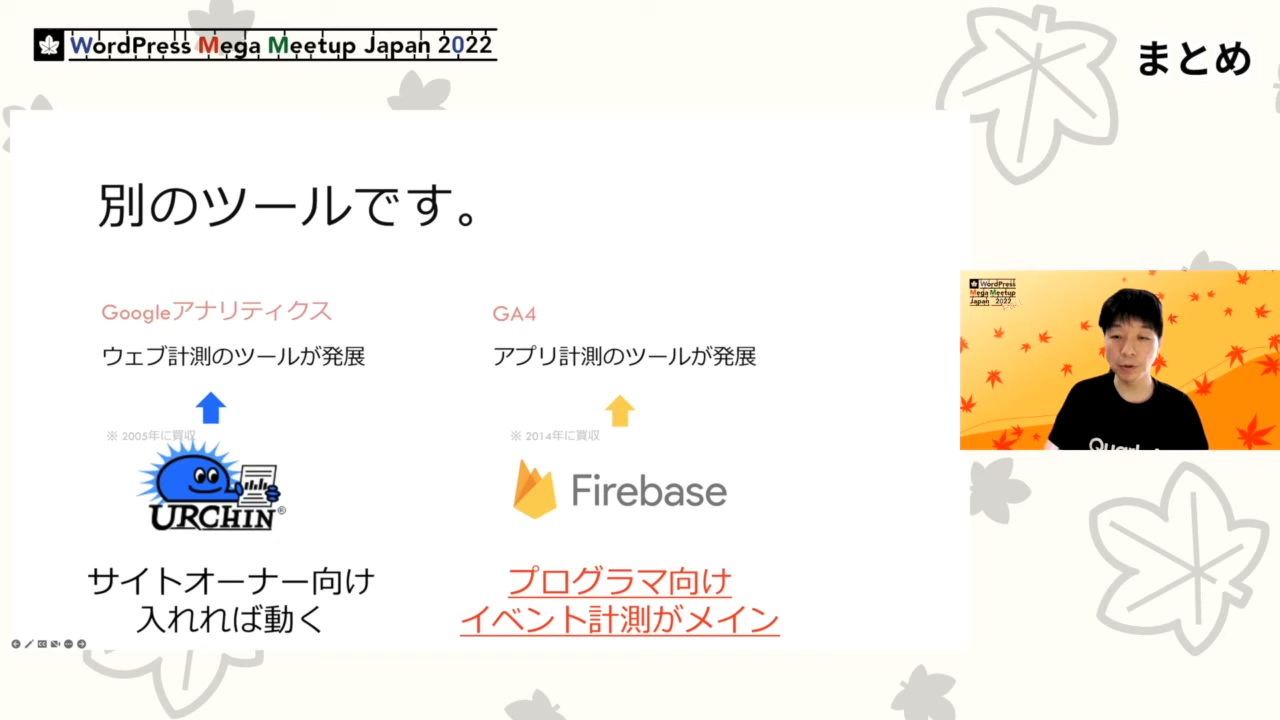 WordPress Mega Meetup Japan 2022
まとめ
別のツールです。
Googleアナリティクス
ウェブ計測のツールが発展
※ 2005年に買収
URCHIN®
サイトオーナー向け
入れれば動く
GA4
アプリ計測のツールが発展
※ 2014年に買収
Firebase
プログラマ向け
イベント計測がメイン
WordPress
Mega Meetup
Japan 2022